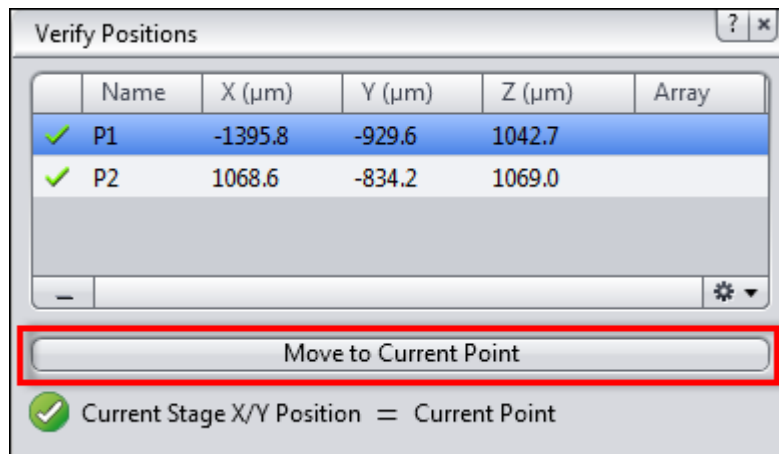 Verify Positions ? ×
Name X (µm) Y (µm) Z (µm) Array
P1 -1395.8 -929.6 1042.7
P2 1068.6 -834.2 1069.0
Move to Current Point
Current Stage X/Y Position = Current Point